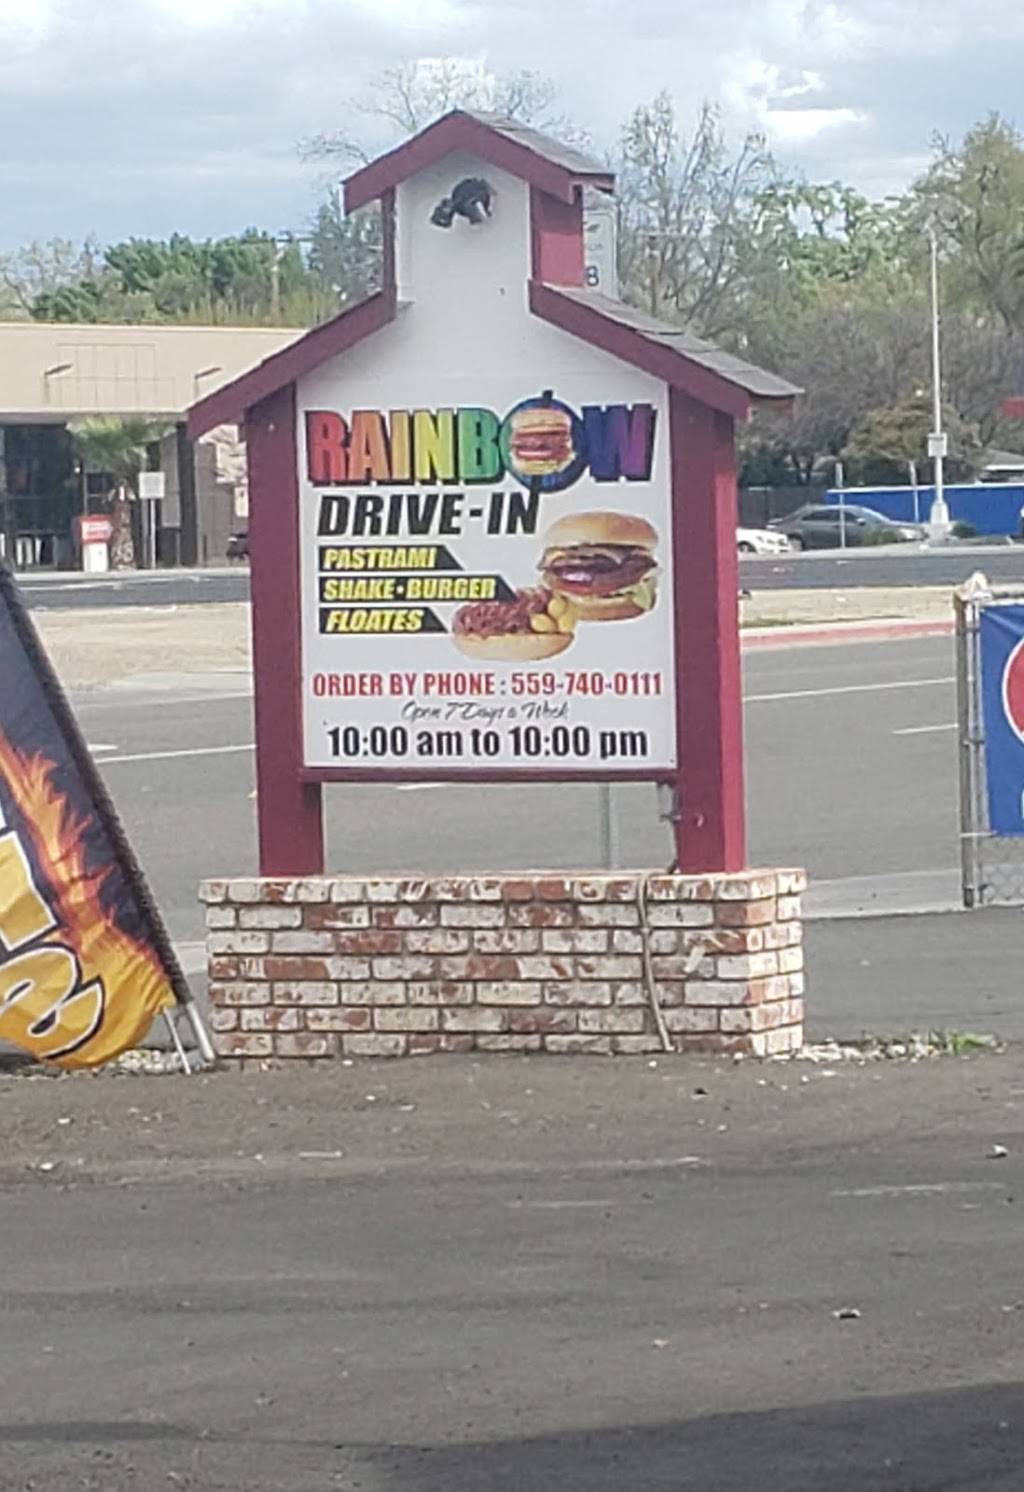 RAINBOW
DRIVE-IN
PASTRAMI
SHAKE•BURGER
FLOATES
ORDER BY PHONE : 559-740-0111
Open 7 Days a Week
10:00 am to 10:00 pm
B